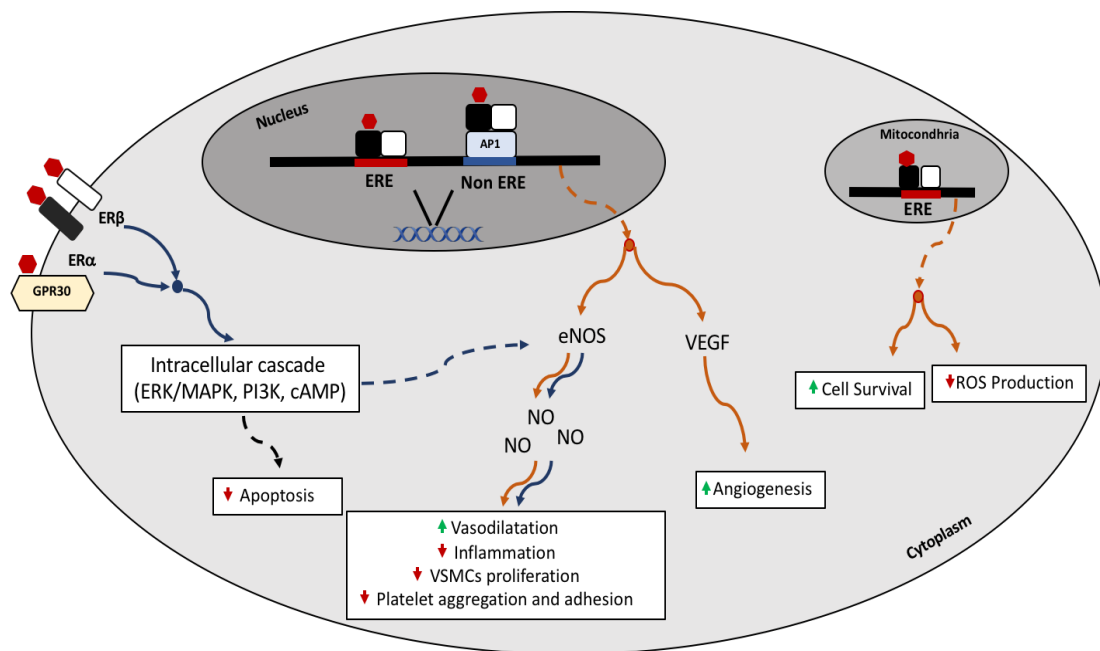 Nucleus
AP1
ERE
Non ERE
Mitocondhria
ERE
ERβ
ERα
GPR30
Intracellular cascade
(ERK/MAPK, PI3K, cAMP)
eNOS
VEGF
Cell Survival
ROS Production
NO
NO
NO
Apoptosis
Angiogenesis
Vasodilatation
Inflammation
VSMCs proliferation
Platelet aggregation and adhesion
Cytoplasm